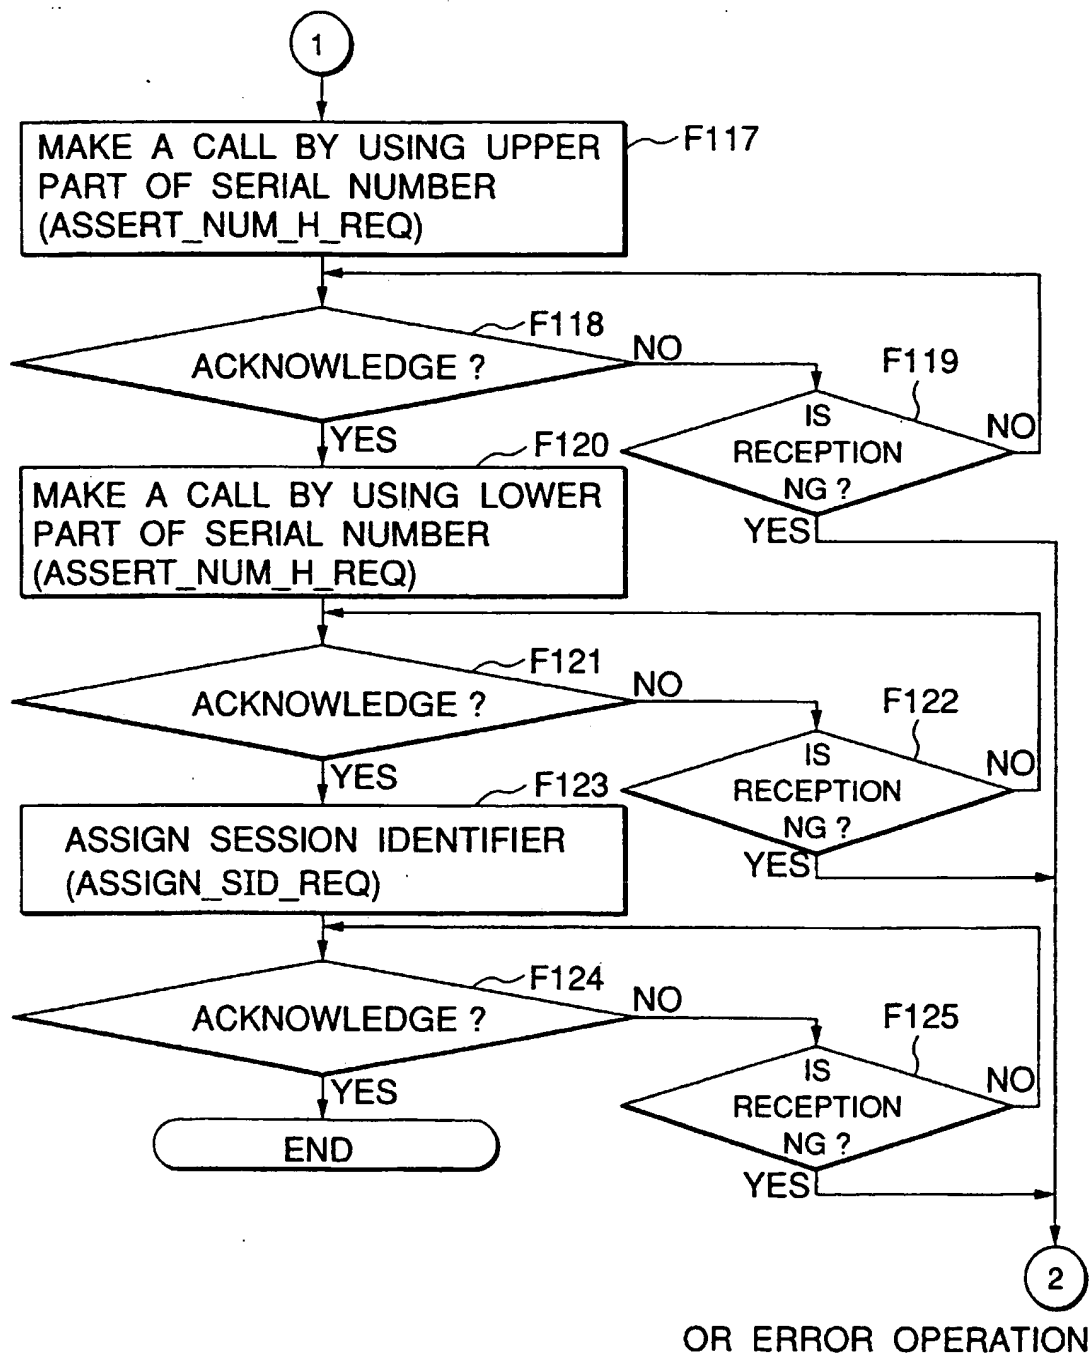 1
MAKE A CALL BY USING UPPER
PART OF SERIAL NUMBER
(ASSERT_NUM_H_REQ)
F117
ACKNOWLEDGE ?
F118
NO
YES
IS
RECEPTION
NG ?
F119
NO
YES
F120
MAKE A CALL BY USING LOWER
PART OF SERIAL NUMBER
(ASSERT_NUM_H_REQ)
ACKNOWLEDGE ?
F121
NO
YES
IS
RECEPTION
NG ?
F122
NO
YES
F123
ASSIGN SESSION IDENTIFIER
(ASSIGN_SID_REQ)
ACKNOWLEDGE ?
F124
NO
YES
IS
RECEPTION
NG ?
F125
NO
YES
END
2
OR ERROR OPERATION